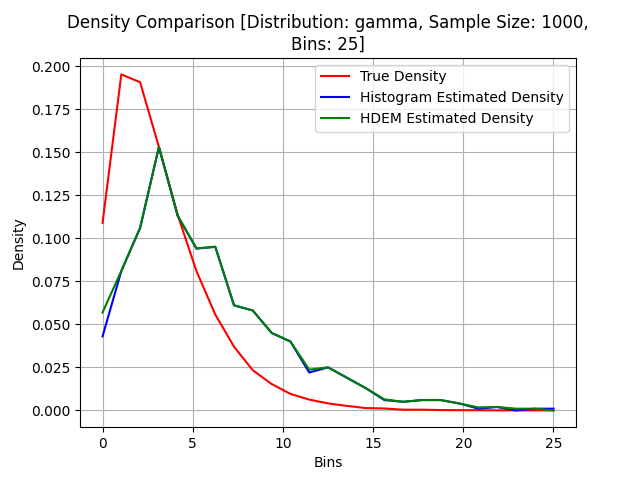 Density Comparison [Distribution: gamma, Sample Size: 1000,
Bins: 25]
True Density
Histogram Estimated Density
HDEM Estimated Density
Density
0.200
0.175
0.150
0.125
0.100
0.075
0.050
0.025
0.000
0 5 10 15 20 25
Bins